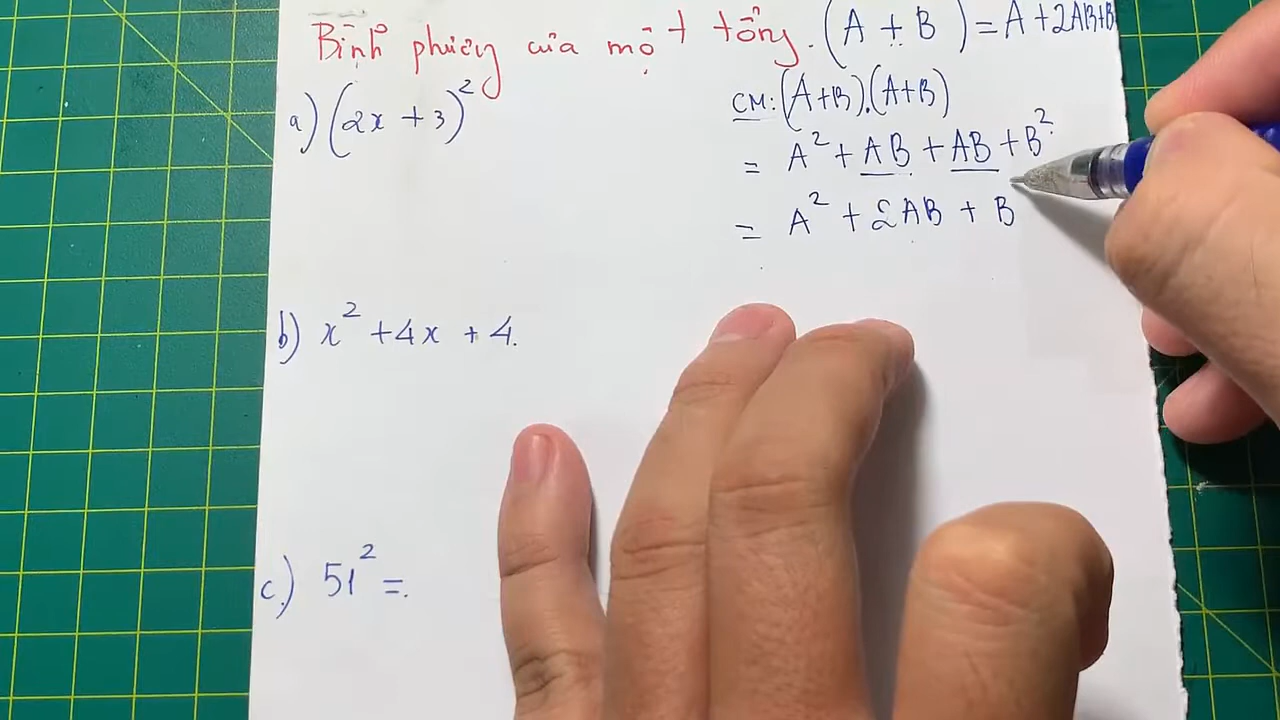 Bình phương của một tổng. (A + B) = A + 2AB+B
a) (2x + 3)²
CM: (A+B).(A+B)
= A² + AB + AB + B²
= A² + 2AB + B
b) x² + 4x + 4.
c.) 51² =.